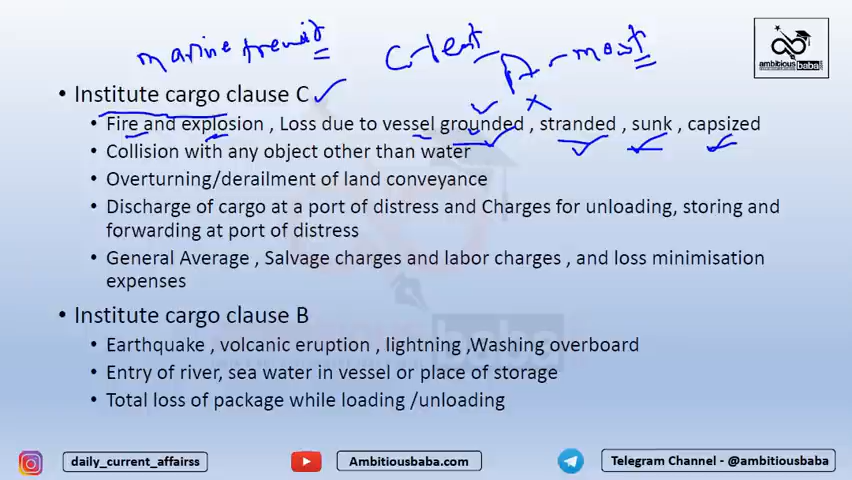 marine transit
C-least
A-most
ambitiousbaba
• Institute cargo clause C
• Fire and explosion , Loss due to vessel grounded , stranded , sunk , capsized
• Collision with any object other than water
• Overturning/derailment of land conveyance
• Discharge of cargo at a port of distress and Charges for unloading, storing and
forwarding at port of distress
• General Average , Salvage charges and labor charges , and loss minimisation
expenses
• Institute cargo clause B
• Earthquake , volcanic eruption , lightning ,Washing overboard
• Entry of river, sea water in vessel or place of storage
• Total loss of package while loading /unloading
daily_current_affairss
Ambitiousbaba.com
Telegram Channel - @ambitiousbaba